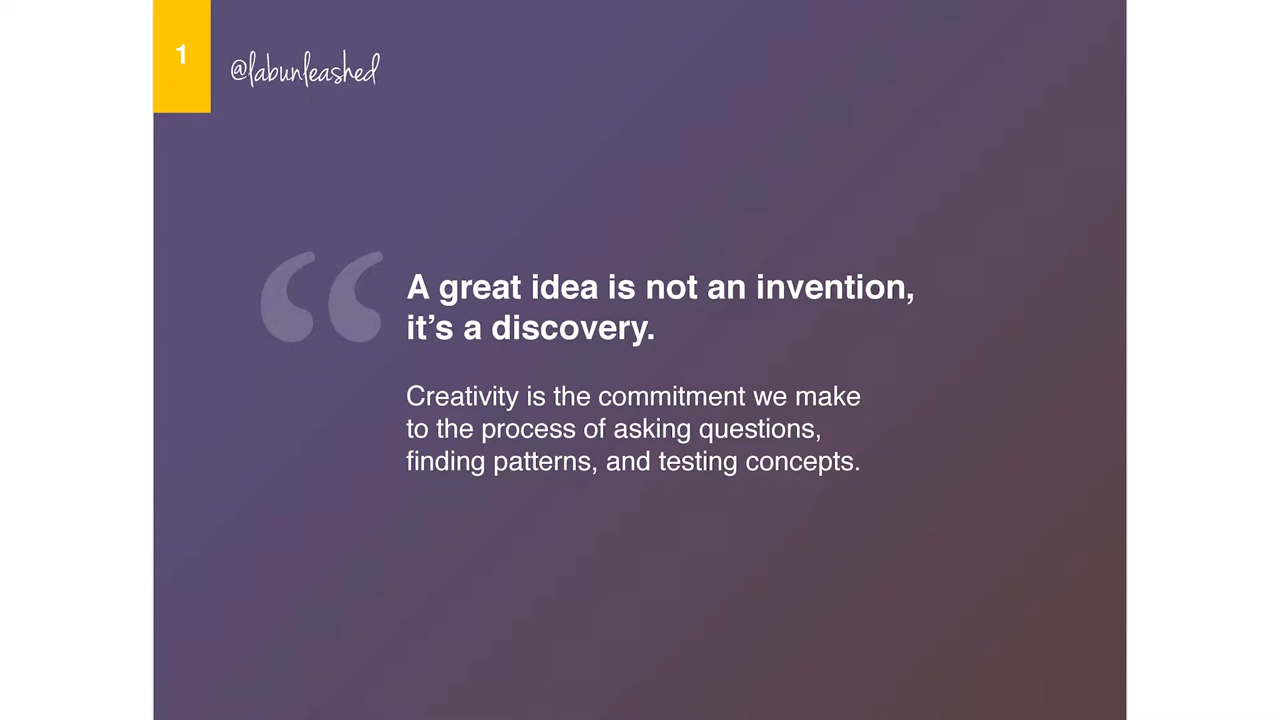 1
@labunleashed
“
A great idea is not an invention,
it’s a discovery.
Creativity is the commitment we make
to the process of asking questions,
finding patterns, and testing concepts.